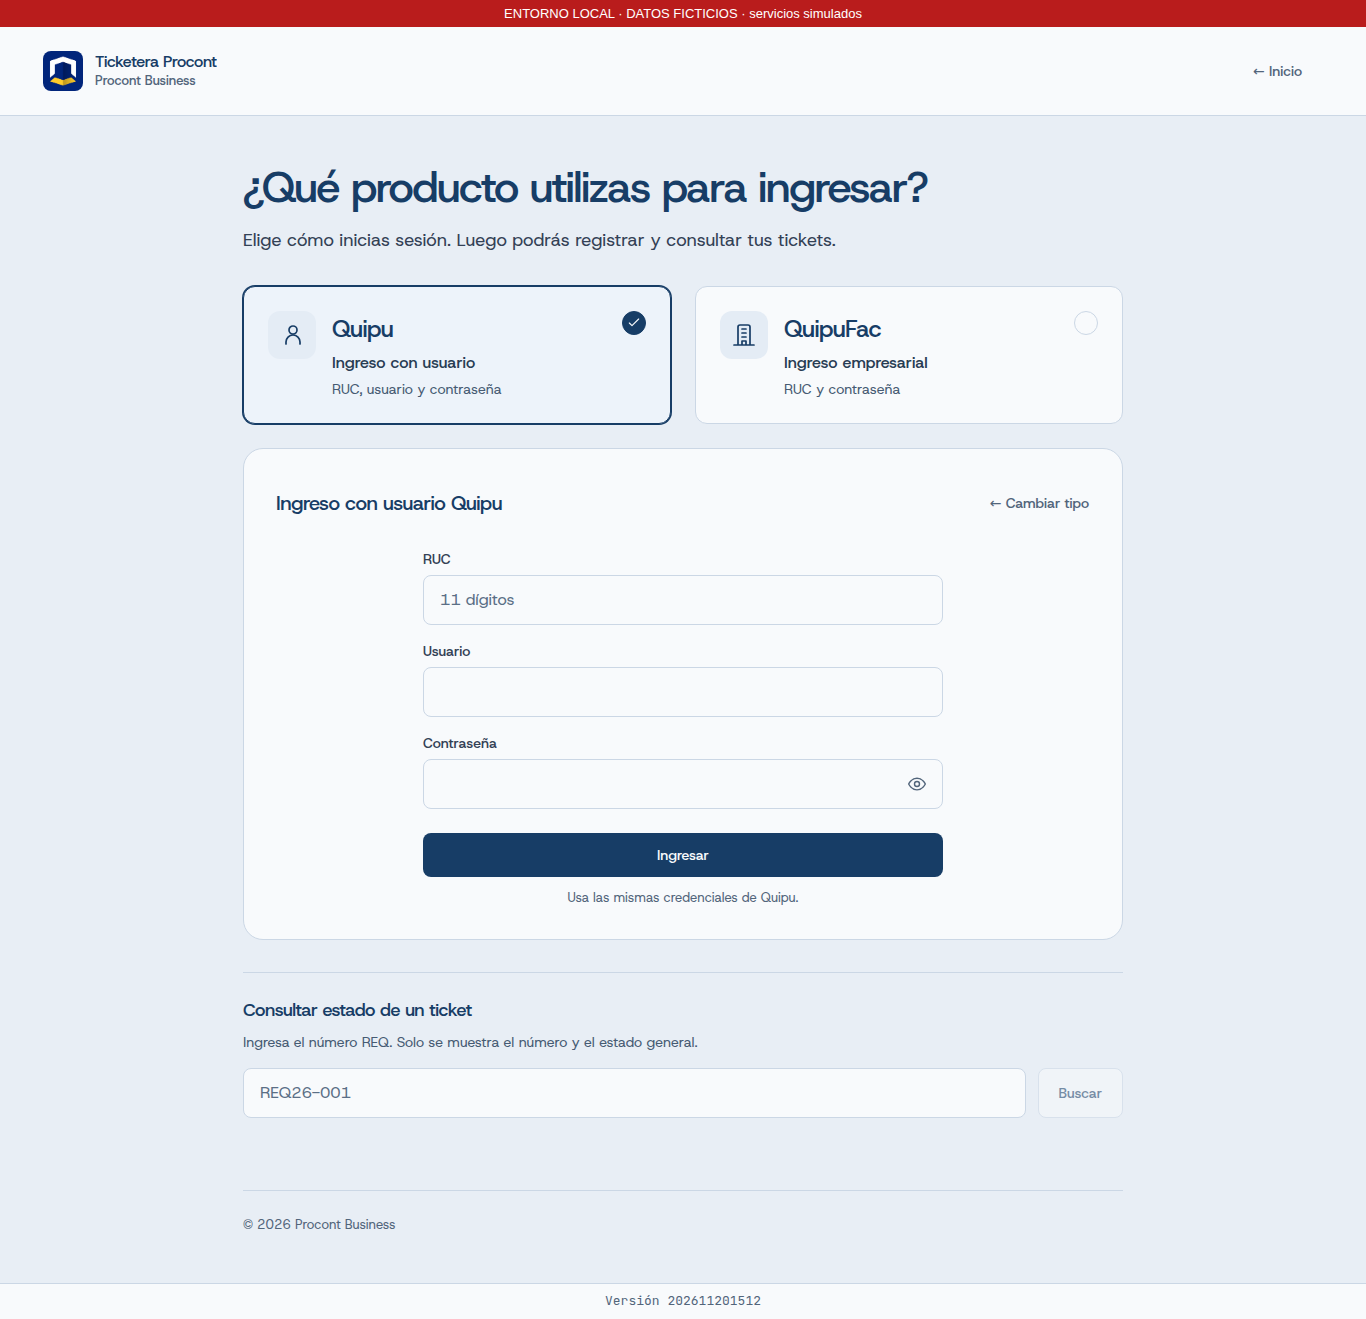 ENTORNO LOCAL · DATOS FICTICIOS · servicios simulados
Ticketera Procont
Procont Business
← Inicio
¿Qué producto utilizas para ingresar?
Elige cómo inicias sesión. Luego podrás registrar y consultar tus tickets.
Quipu
Ingreso con usuario
RUC, usuario y contraseña
QuipuFac
Ingreso empresarial
RUC y contraseña
Ingreso con usuario Quipu
← Cambiar tipo
RUC
11 dígitos
Usuario
Contraseña
Ingresar
Usa las mismas credenciales de Quipu.
Consultar estado de un ticket
Ingresa el número REQ. Solo se muestra el número y el estado general.
REQ26-001
Buscar
© 2026 Procont Business
Versión 202611201512